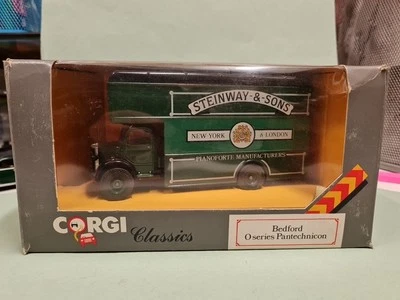 STEINWAY-&-SONS
NEW YORK & LONDON
PIANOFORTE MANUFACTURERS
CORGI
Classics
Bedford
O series Pantechnicon